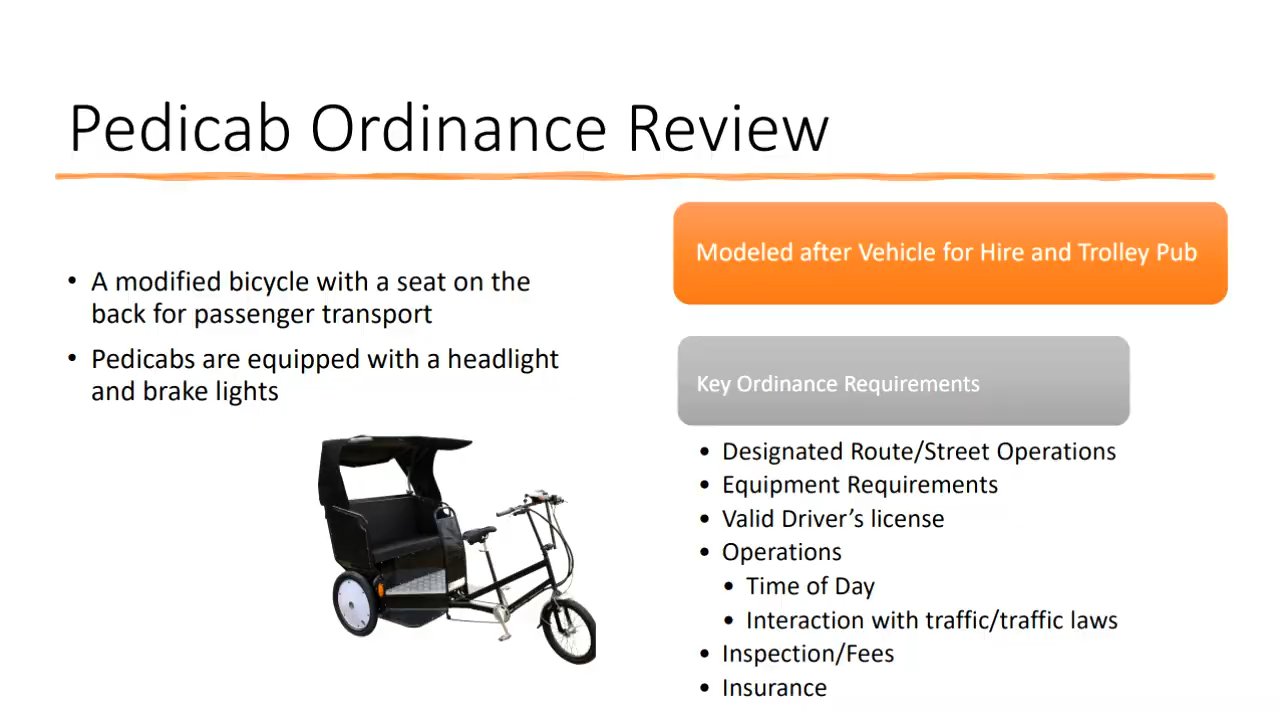 Pedicab Ordinance Review
• A modified bicycle with a seat on the
back for passenger transport
• Pedicabs are equipped with a headlight
and brake lights
Modeled after Vehicle for Hire and Trolley Pub
Key Ordinance Requirements
• Designated Route/Street Operations
• Equipment Requirements
• Valid Driver’s license
• Operations
• Time of Day
• Interaction with traffic/traffic laws
• Inspection/Fees
• Insurance